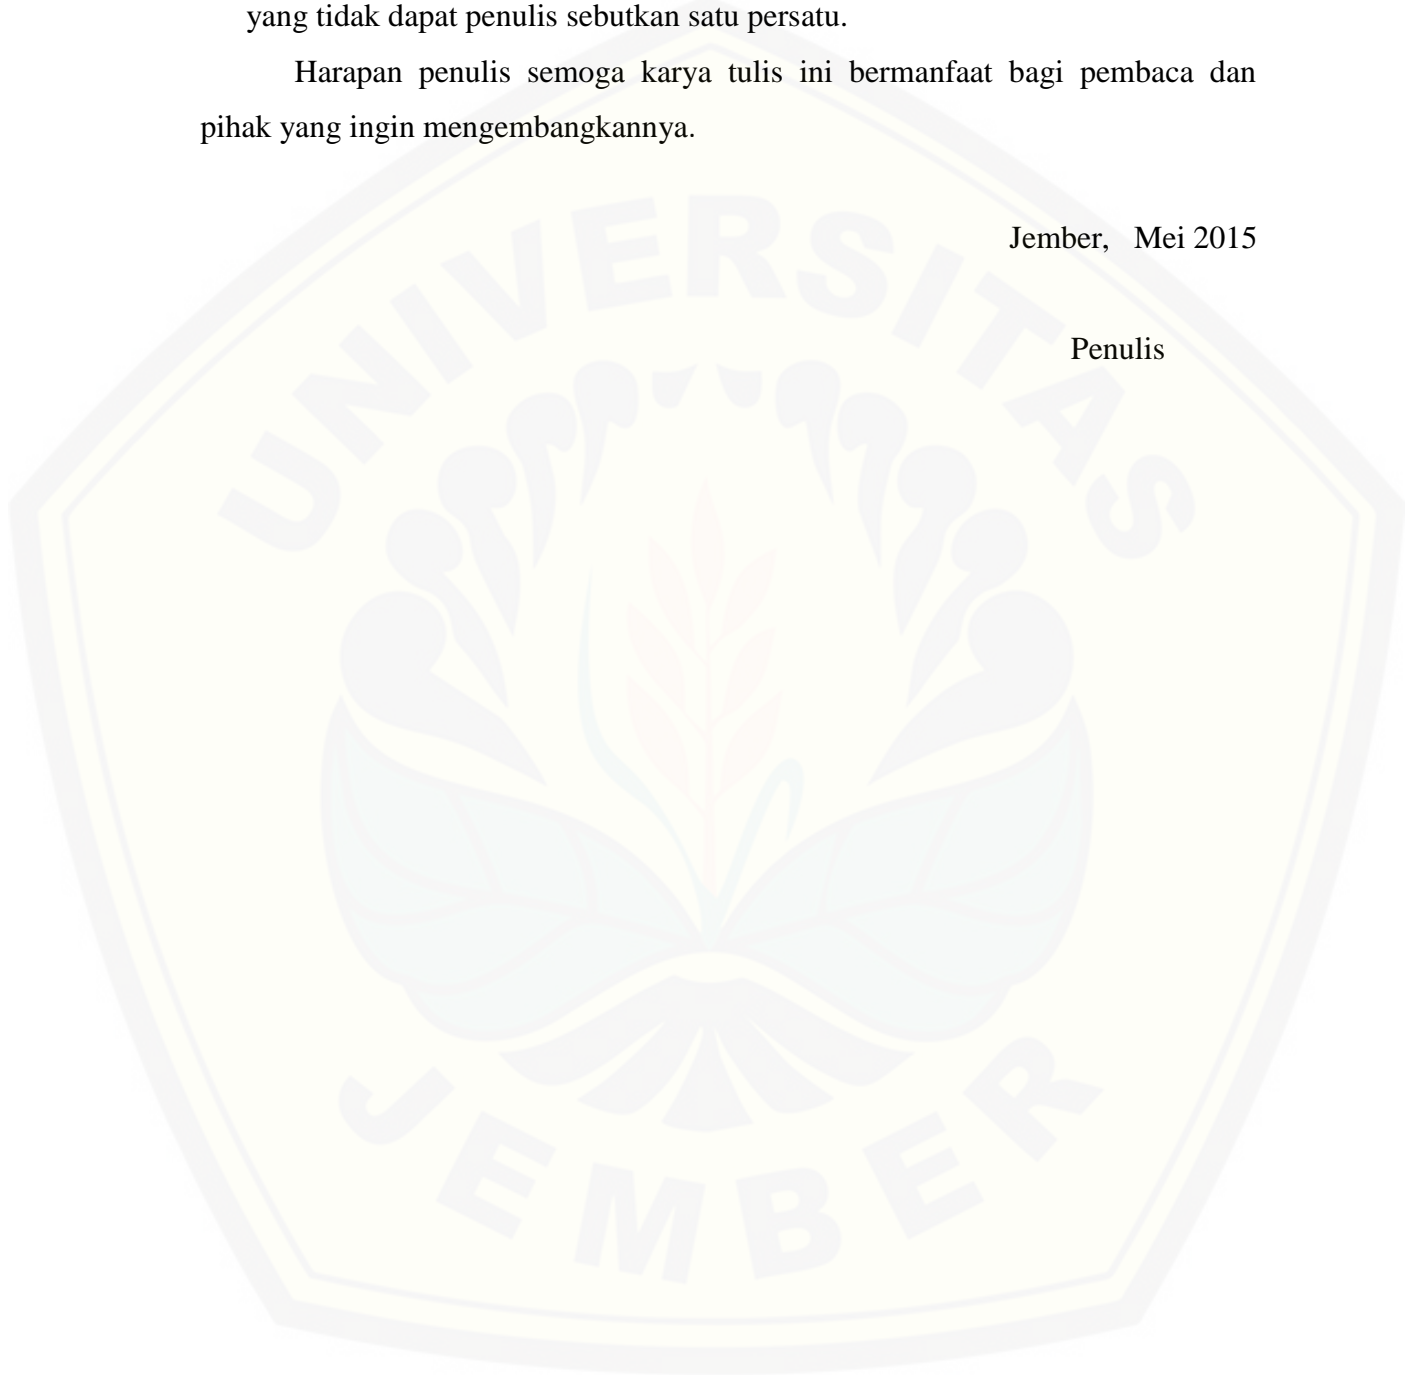 yang tidak dapat penulis sebutkan satu persatu.
Harapan penulis semoga karya tulis ini bermanfaat bagi pembaca dan
pihak yang ingin mengembangkannya.
Jember, Mei 2015
Penulis
UNIVERSITAS
JEMBER